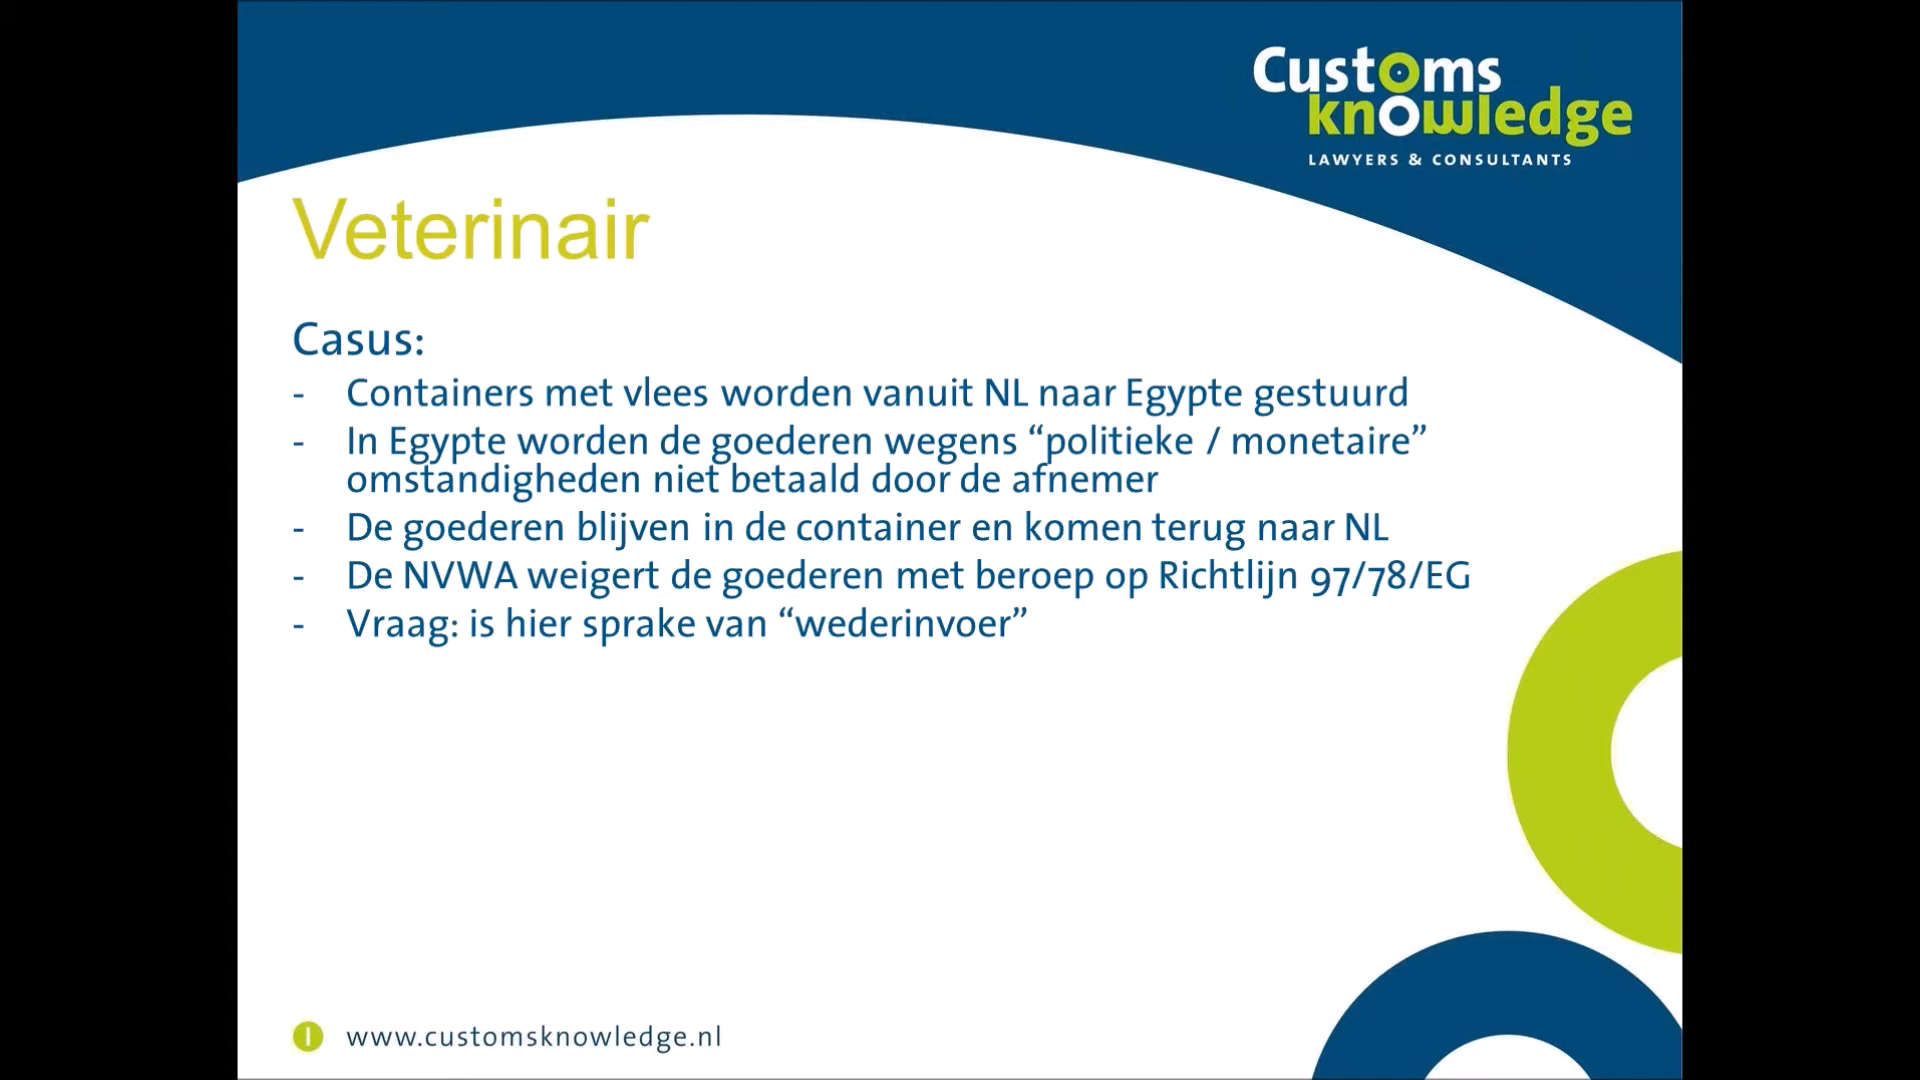 Customs
knowledge
LAWYERS & CONSULTANTS
Veterinair
Casus:
- Containers met vlees worden vanuit NL naar Egypte gestuurd
- In Egypte worden de goederen wegens “politieke / monetaire”
omstandigheden niet betaald door de afnemer
- De goederen blijven in de container en komen terug naar NL
- De NVWA weigert de goederen met beroep op Richtlijn 97/78/EG
- Vraag: is hier sprake van “wederinvoer”
www.customsknowledge.nl